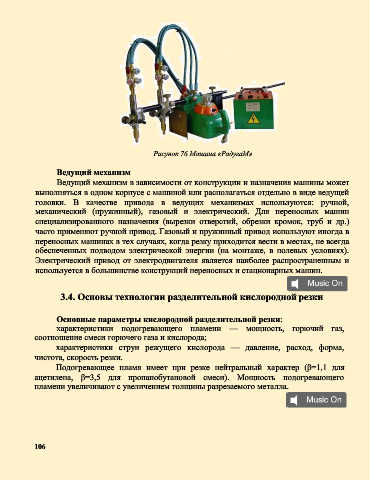 Рисунок 76 Машина «РадугаМ»
Ведущий механизм
Ведущий механизм в зависимости от конструкции и назначения машины может
выполняться в одном корпусе с машиной или располагаться отдельно в виде ведущей
головки. В качестве привода в ведущих механизмах используются: ручной,
механический (пружинный), газовый и электрический. Для переносных машин
специализированного назначения (вырезки отверстий, обрезки кромок, труб и др.)
часто применяют ручной привод. Газовый и пружинный привод используют иногда в
переносных машинах в тех случаях, когда резку приходится вести в местах, не всегда
обеспеченных подводом электрической энергии (на монтаже, в полевых условиях).
Электрический привод от электродвигателя является наиболее распространенным и
используется в большинстве конструкций переносных и стационарных машин.
Music On
3.4. Основы технологии разделительной кислородной резки
Основные параметры кислородной разделительной резки:
характеристики подогревающего пламени — мощность, горючий газ,
соотношение смеси горючего газа и кислорода;
характеристики струи режущего кислорода — давление, расход, форма,
чистота, скорость резки.
Подогревающее пламя имеет при резке нейтральный характер (β=1,1 для
ацетилена, β=3,5 для пропанобутановой смеси). Мощность подогревающего
пламени увеличивают с увеличением толщины разрезаемого металла.
Music On
106